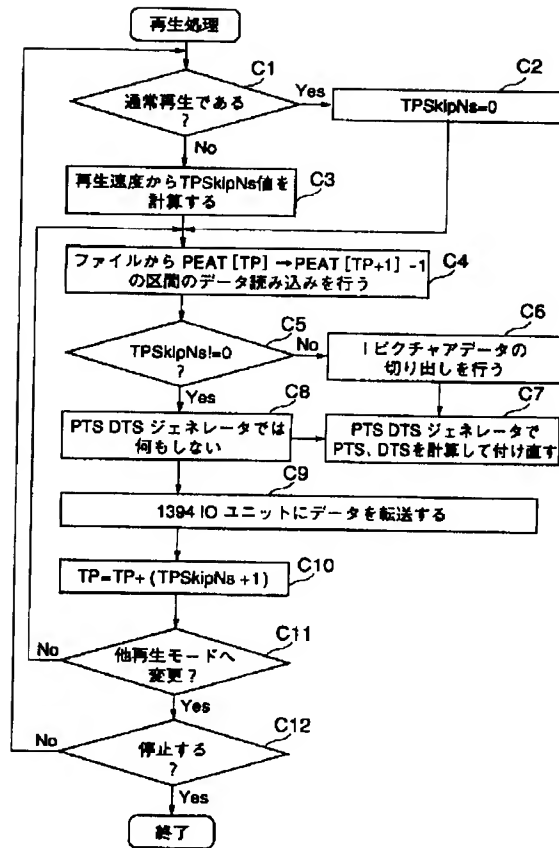 再生処理
C1
通常再生である
?
Yes
No
C2
TPSkipNs=0
再生速度からTPSkipNs値を
計算する
C3
ファイルから PEAT [TP] →PEAT [TP+1] -1
の区間のデータ読み込みを行う
C4
C5
TPSkipNs!=0
?
No
Yes
C6
Iピクチャアデータの
切り出しを行う
C8
PTS DTS ジェネレータでは
何もしない
C7
PTS DTS ジェネレータで
PTS、DTSを計算して付け直す
C9
1394 IO ユニットにデータを転送する
TP=TP+ (TPSkipNs +1)
C10
C11
他再生モードへ
変更?
No
Yes
C12
停止する
?
No
Yes
終了